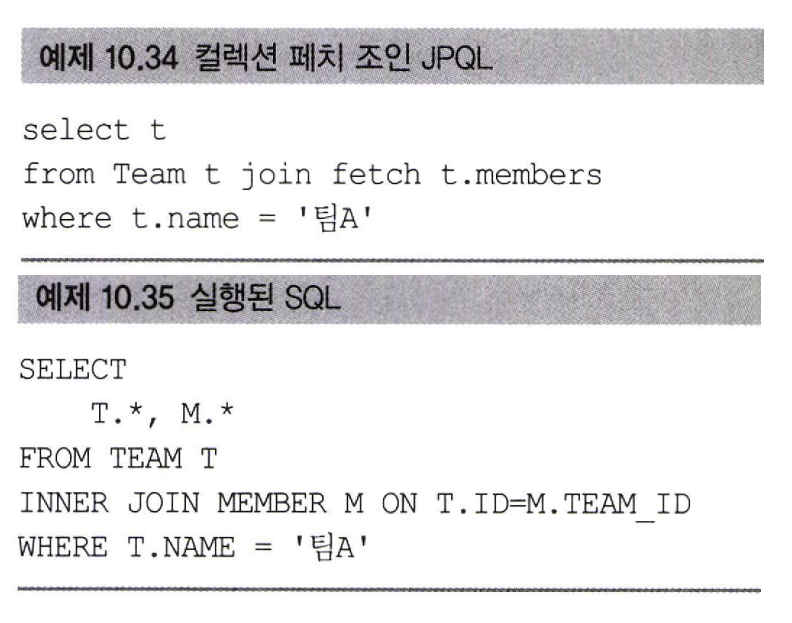 예제 10.34 컬렉션 페치 조인 JPQL
select t
from Team t join fetch t.members
where t.name = '팀A'
예제 10.35 실행된 SQL
SELECT
T.*, M.*
FROM TEAM T
INNER JOIN MEMBER M ON T.ID=M.TEAM_ID
WHERE T.NAME = '팀A'